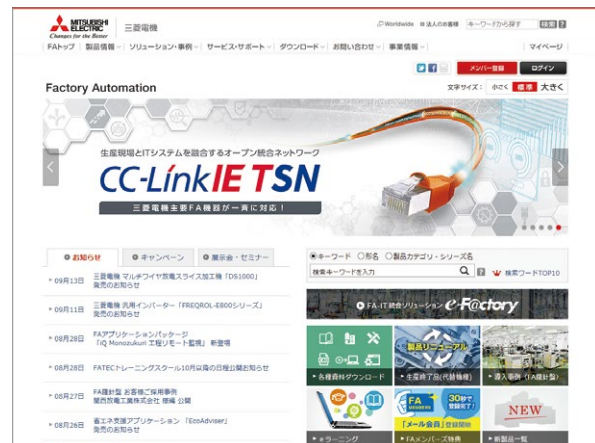 MITSUBISHI
ELECTRIC
Changes for the Better
三菱電機
Worldwide 法人のお客様 キーワードから探す 検索 ?
FAトップ 製品情報 ソリューション・事例 サービス・サポート ダウンロード お問い合わせ 事業情報 マイページ
メンバー登録 ログイン
Factory Automation
文字サイズ： 小さく 標準 大きく
生産現場とITシステムを融合するオープン統合ネットワーク
CC-Link IE TSN
三菱電機主要FA機器が一斉に対応！
お知らせ キャンペーン 展示会・セミナー
09月13日 三菱電機 マルチワイヤ放電スライス加工機「DS1000」
発売のお知らせ
09月11日 三菱電機 汎用インバーター「FREQROL-E800シリーズ」
発売のお知らせ
08月28日 FAアプリケーションパッケージ
「iQ Monozukuri 工程リモート監視」 新登場
08月28日 FATECトレーニングスクール10月以降の日程公開お知らせ
08月27日 FA羅針盤 お客様ご採用事例
関西放電工業株式会社 様編 公開
08月26日 省エネ支援アプリケーション 「EcoAdviser」
発売のお知らせ
キーワード 形名 製品カテゴリ・シリーズ名
検索キーワードを入力 ? 検索ワードTOP10
FA-IT統合ソリューション e-F@ctory
各種資料ダウンロード
製品リニューアル
生産終了品(代替機種)
導入事例（FA羅針盤）
eラーニング
FA
MEMBERS
30秒で
登録完了！
「メール会員」登録開始
FAメンバーズ特典
NEW
新製品一覧